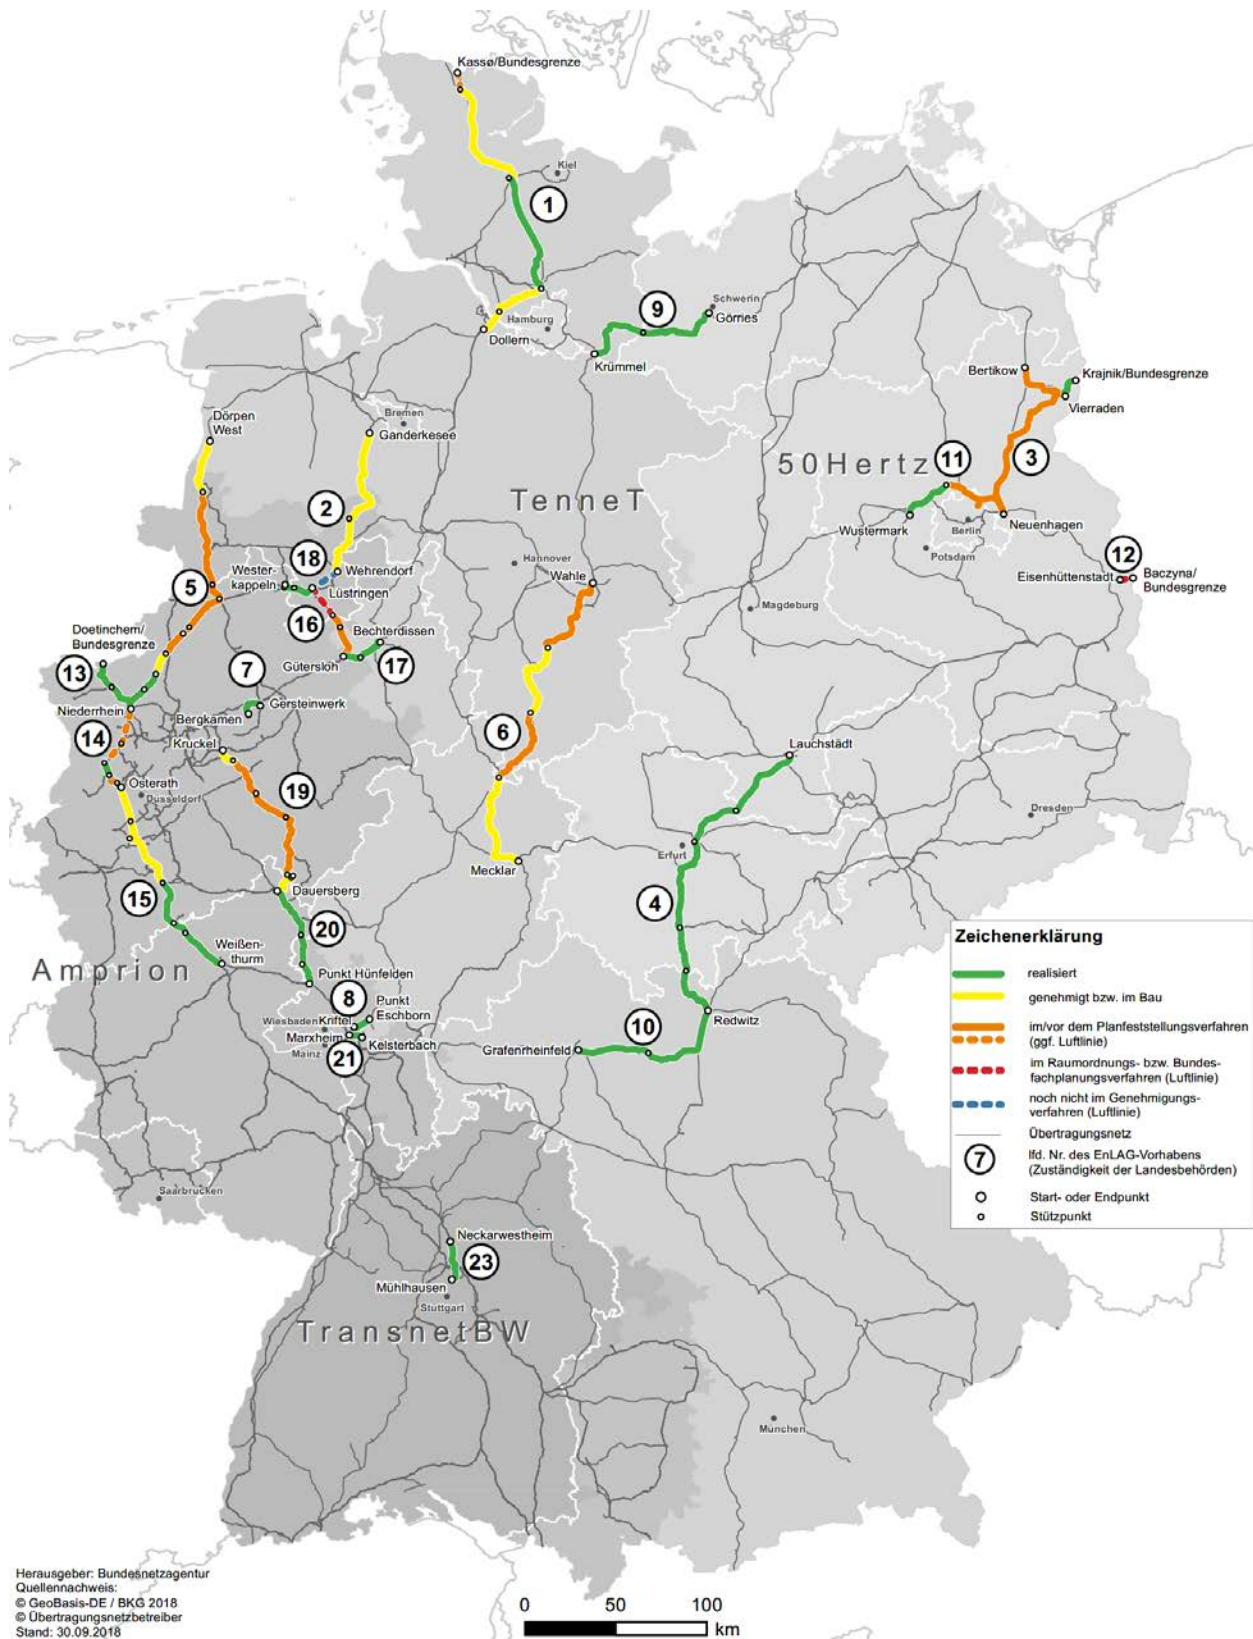 Kassø/Bundesgrenze
Kiel
1
Schwerin
9
Görries
Hamburg
Dollern
Krümmel
Bertikow
Krajnik/Bundesgrenze
Vierraden
Dörpen
West
Bremen
Ganderkesee
50Hertz
11
3
TenneT
2
Wustermark
Berlin
Neuenhagen
Potsdam
18
Hannover
12
Wester-
kappeln
Wehrendorf
Wahle
Eisenhüttenstadt
Baczyna/
Bundesgrenze
5
Lüstringen
Magdeburg
16
Doetinchem/
Bundesgrenze
Bechterdissen
13
7
Gütersloh
17
Niederrhein
Gersteinwerk
Bergkamen
6
14
Kruckel
Lauchstädt
Osterath
Düsseldorf
19
Dresden
Erfurt
Mecklar
15
Dauersberg
4
20
Weißen-
thurm
Amprion
Punkt Hünfelden
8
Punkt
Eschborn
Redwitz
Wiesbaden
Kriftel
10
Marxheim
Kelsterbach
Mainz
21
Grafenrheinfeld
Zeichenerklärung
realisiert
genehmigt bzw. im Bau
im/vor dem Planfeststellungsverfahren
(ggf. Luftlinie)
im Raumordnungs- bzw. Bundes-
fachplanungsverfahren (Luftlinie)
noch nicht im Genehmigungs-
verfahren (Luftlinie)
Übertragungsnetz
7
lfd. Nr. des EnLAG-Vorhabens
(Zuständigkeit der Landesbehörden)
Start- oder Endpunkt
Stützpunkt
Saarbrücken
Neckarwestheim
23
Mühlhausen
Stuttgart
TransnetBW
München
Herausgeber: Bundesnetzagentur
Quellennachweis:
© GeoBasis-DE / BKG 2018
© Übertragungsnetzbetreiber
Stand: 30.09.2018
0 50 100
km